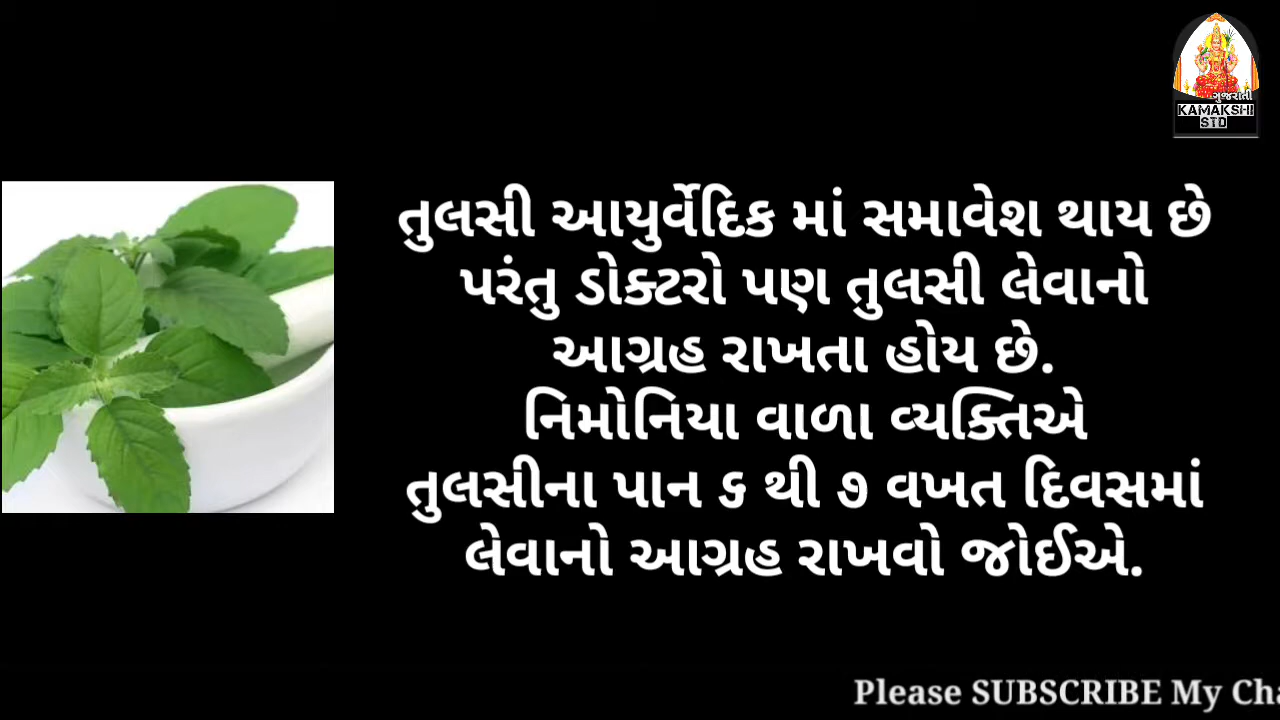 ગુજરાતી
KAMAKSHI
STD
તુલસી આયુર્વેદિક માં સમાવેશ થાય છે
પરંતુ ડોક્ટરો પણ તુલસી લેવાનો
આગ્રહ રાખતા હોય છે.
નિમોનિયા વાળા વ્યક્તિએ
તુલસીના પાન ૬ થી ૭ વખત દિવસમાં
લેવાનો આગ્રહ રાખવો જોઈએ.
Please SUBSCRIBE My Cha